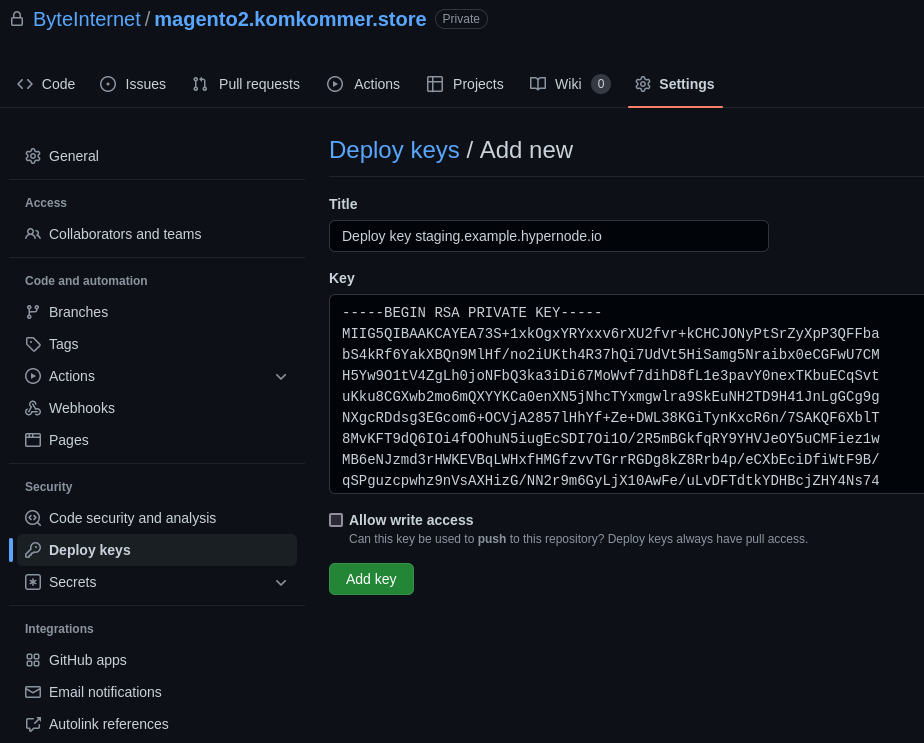 ByteInternet / magento2.komkommer.store Private
Code Issues Pull requests Actions Projects Wiki 0 Settings
General
Access
Collaborators and teams
Code and automation
Branches
Tags
Actions
Webhooks
Pages
Security
Code security and analysis
Deploy keys
Secrets
Integrations
GitHub apps
Email notifications
Autolink references
Deploy keys / Add new
Title
Deploy key staging.example.hypernode.io
Key
-----BEGIN RSA PRIVATE KEY-----
MIIG5QIBAAKCAYEA73S+1xkOgxYRYxxv6rXU2fvr+kCHCJONyPtSrZyXpP3QFFba
bS4kRf6YakXBQn9MlHf/no2iUKth4R37hQi7UdVt5HiSamg5Nraibx0eCGFwU7CM
H5Yw9O1tV4ZgLh0joNFbQ3ka3iDi67MoWvf7dihD8fL1e3pavY0nexTKbuECqSvt
uKku8CGXwb2mo6mQXYYKCa0enXN5jNhcTYxmgwlra9SkEuNH2TD9H41JnLgGCg9g
NXgcRDdsg3EGcom6+OCVjA2857lHhYf+Ze+DWL38KGiTynKxcR6n/7SAKQF6XblT
8MvKFT9dQ6IOi4fOOhuN5iugEcSDI7Oi1O/2R5mBGkfqRY9YHVJeOY5uCMFiez1w
MB6eNJzmd3rHWKEVBqLWHxfHMGfzvvTGrrRGDg8kZ8Rrb4p/eCXbEciDfiWtF9B/
qSPguzcpwhz9nVsAXHizG/NN2r9m6GyLjX10AwFe/uLvDFTdtkYDHBcjZHY4Ns74
Allow write access
Can this key be used to push to this repository? Deploy keys always have pull access.
Add key